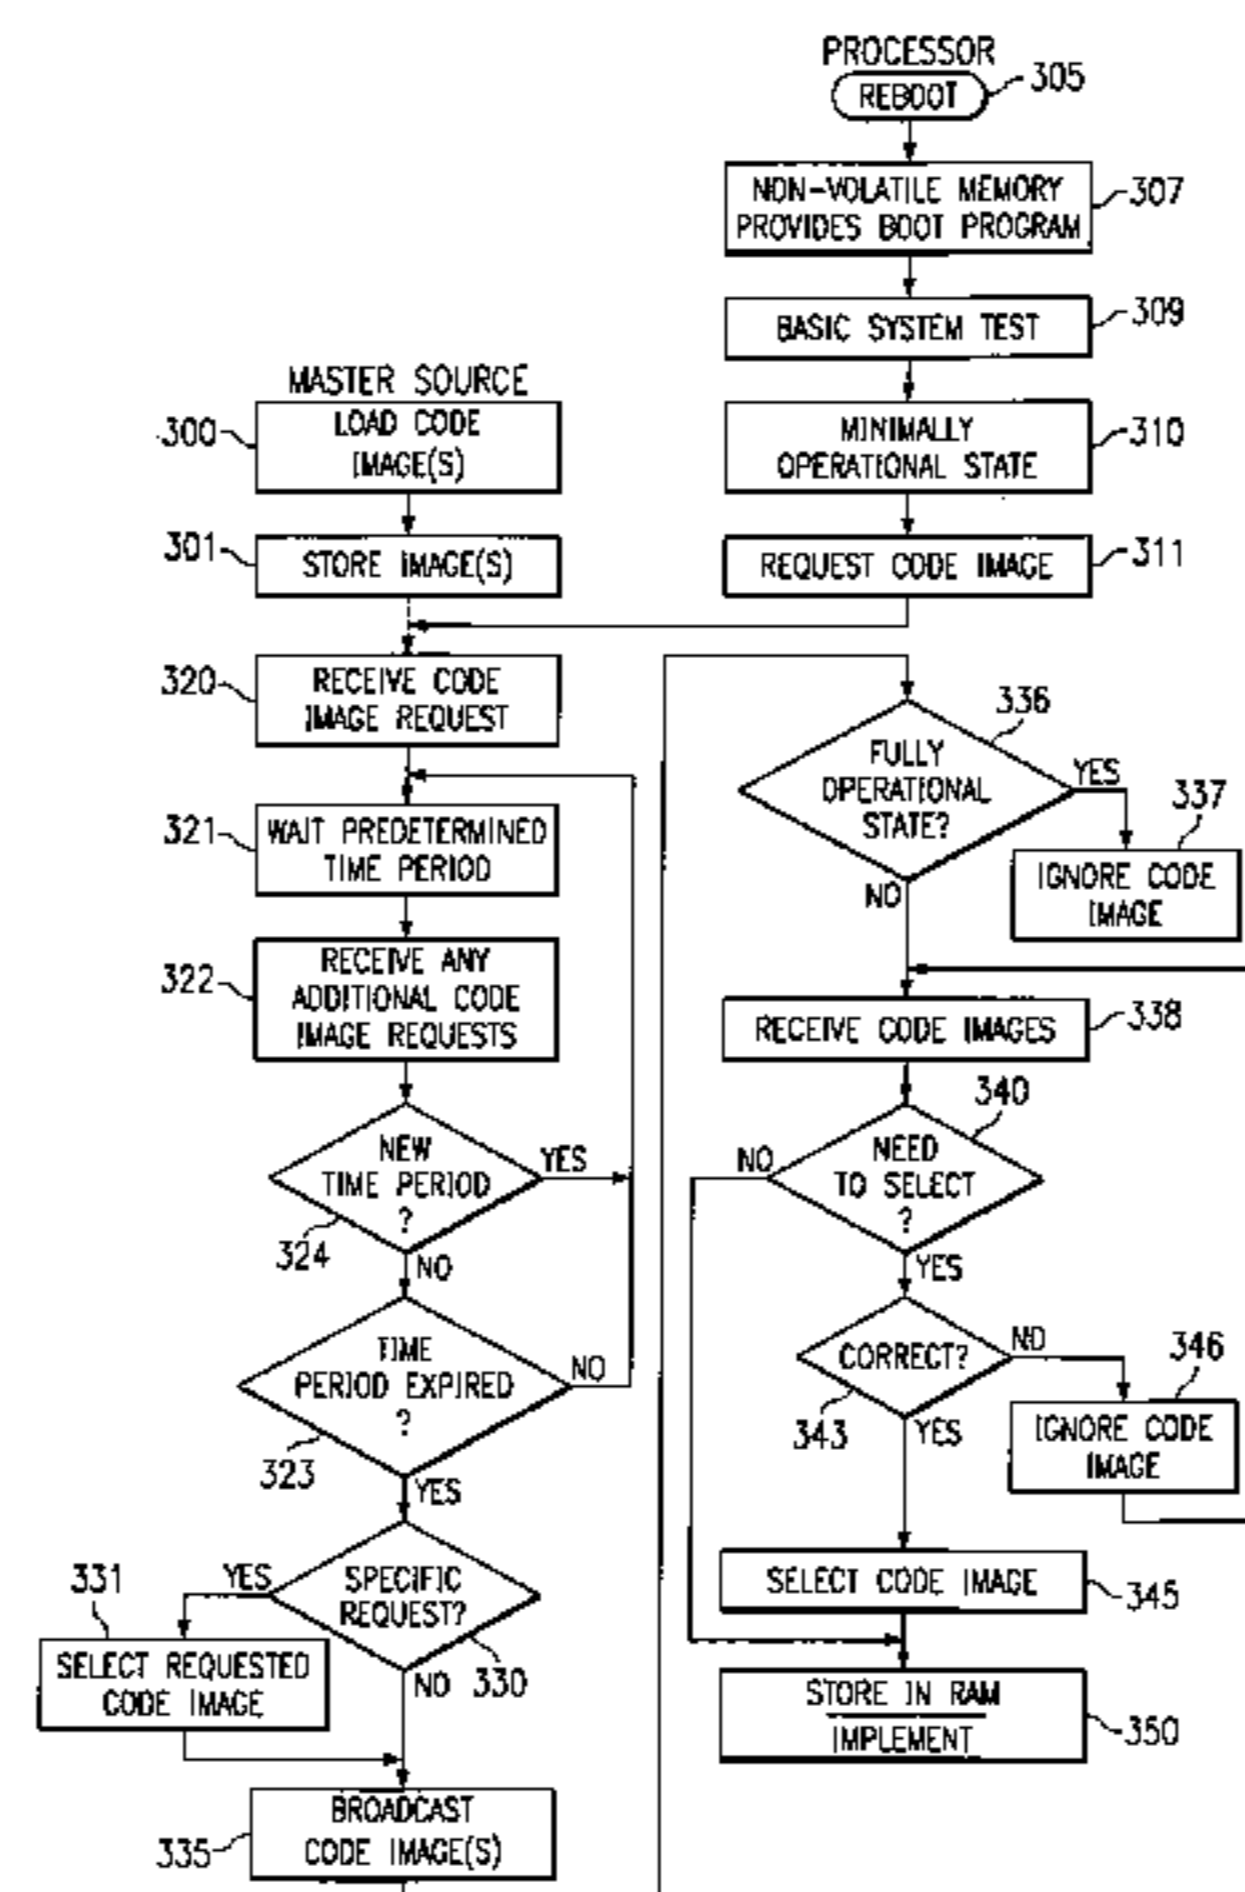 PROCESSOR
REBOOT
305
NON-VOLATILE MEMORY
PROVIDES BOOT PROGRAM
307
BASIC SYSTEM TEST
309
MINIMALLY
OPERATIONAL STATE
310
REQUEST CODE IMAGE
311
MASTER SOURCE
300
LOAD CODE
IMAGE(S)
301
STORE IMAGE(S)
320
RECEIVE CODE
IMAGE REQUEST
321
WAIT PREDETERMINED
TIME PERIOD
322
RECEIVE ANY
ADDITIONAL CODE
IMAGE REQUESTS
NEW
TIME PERIOD
?
YES
324
NO
TIME
PERIOD EXPIRED
?
NO
323
YES
SPECIFIC
REQUEST?
YES
331
NO
330
SELECT REQUESTED
CODE IMAGE
335
BROADCAST
CODE IMAGE(S)
336
FULLY
OPERATIONAL
STATE?
YES
337
NO
IGNORE CODE
IMAGE
RECEIVE CODE IMAGES
338
340
NEED
TO SELECT
?
NO
YES
CORRECT?
NO
346
343
YES
IGNORE CODE
IMAGE
SELECT CODE IMAGE
345
STORE IN RAM
IMPLEMENT
350